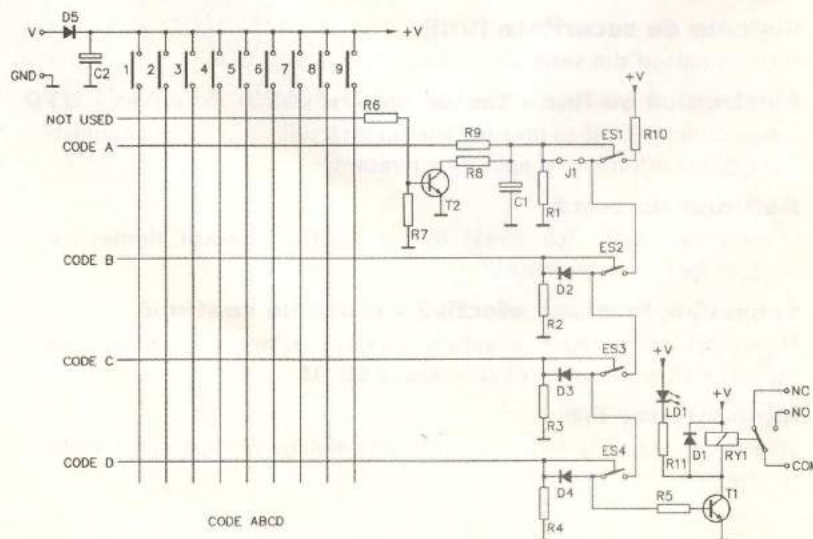 D5
V
+V
C2
GND
1 2 3 4 5 6 7 8 9
+V
NOT USED
R6
R10
CODE A
R9
ES1
R8
J1
T2
C1
R1
R7
CODE B
ES2
D2
R2
CODE C
ES3
+V
D3
+V
NC
LD1
NO
R3
D1
RY1
R11
COM
CODE D
ES4
D4
R5
T1
R4
CODE ABCD